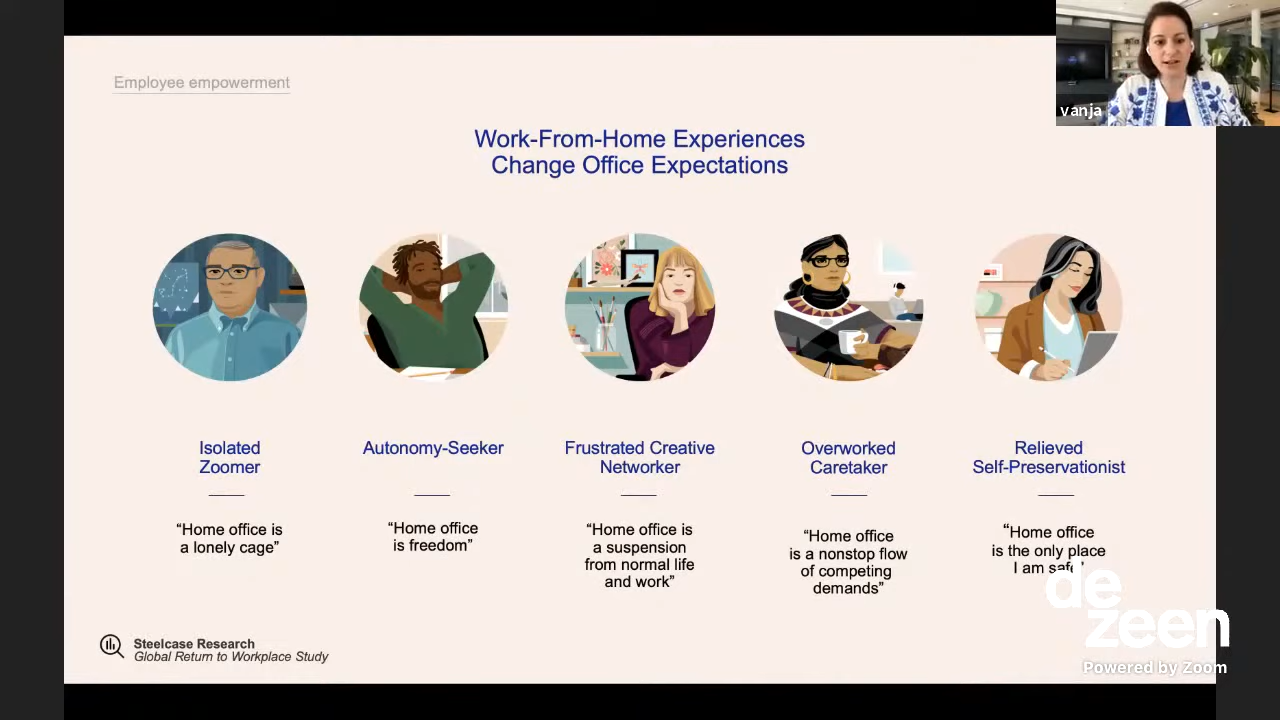 Employee empowerment
vanja
Work-From-Home Experiences
Change Office Expectations
Isolated
Zoomer
Autonomy-Seeker
Frustrated Creative
Networker
Overworked
Caretaker
Relieved
Self-Preservationist
“Home office is
a lonely cage”
“Home office
is freedom”
“Home office is
a suspension
from normal life
and work”
“Home office
is a nonstop flow
of competing
demands”
“Home office
is the only place
I am safe”
Steelcase Research
Global Return to Workplace Study
de
zeen
Powered by Zoom